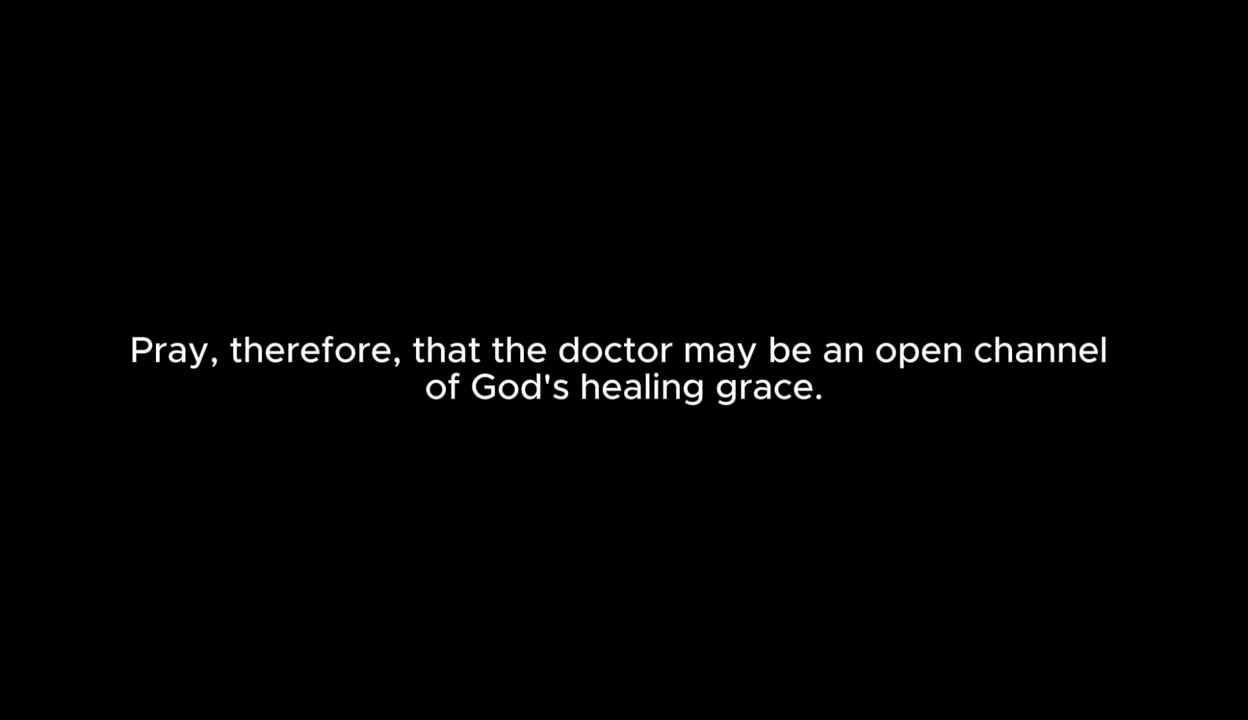 Pray, therefore, that the doctor may be an open channel
of God's healing grace.